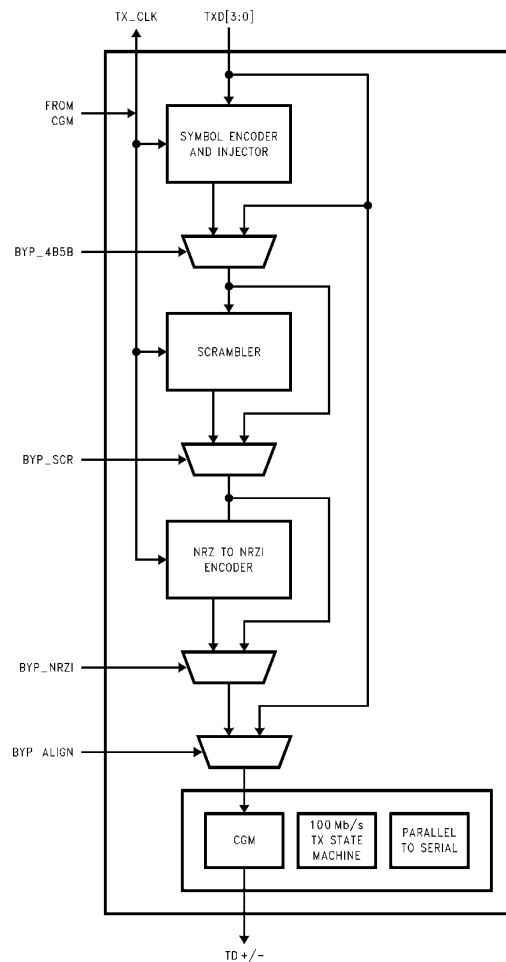 TX_CLK
TXD[3:0]
FROM
CGM
SYMBOL ENCODER
AND INJECTOR
BYP_4B5B
SCRAMBLER
BYP_SCR
NRZ TO NRZI
ENCODER
BYP_NRZI
BYP ALIGN
CGM
100 Mb/s
TX STATE
MACHINE
PARALLEL
TO SERIAL
TD +/-